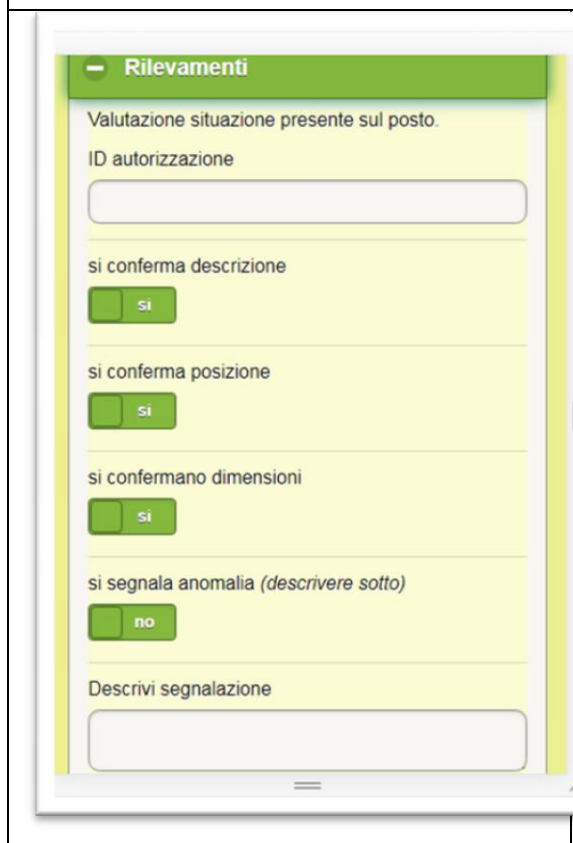 Rilevamenti
Valutazione situazione presente sul posto.
ID autorizzazione
si conferma descrizione
si
si conferma posizione
si
si confermano dimensioni
si
si segnala anomalia (descrivere sotto)
no
Descrivi segnalazione